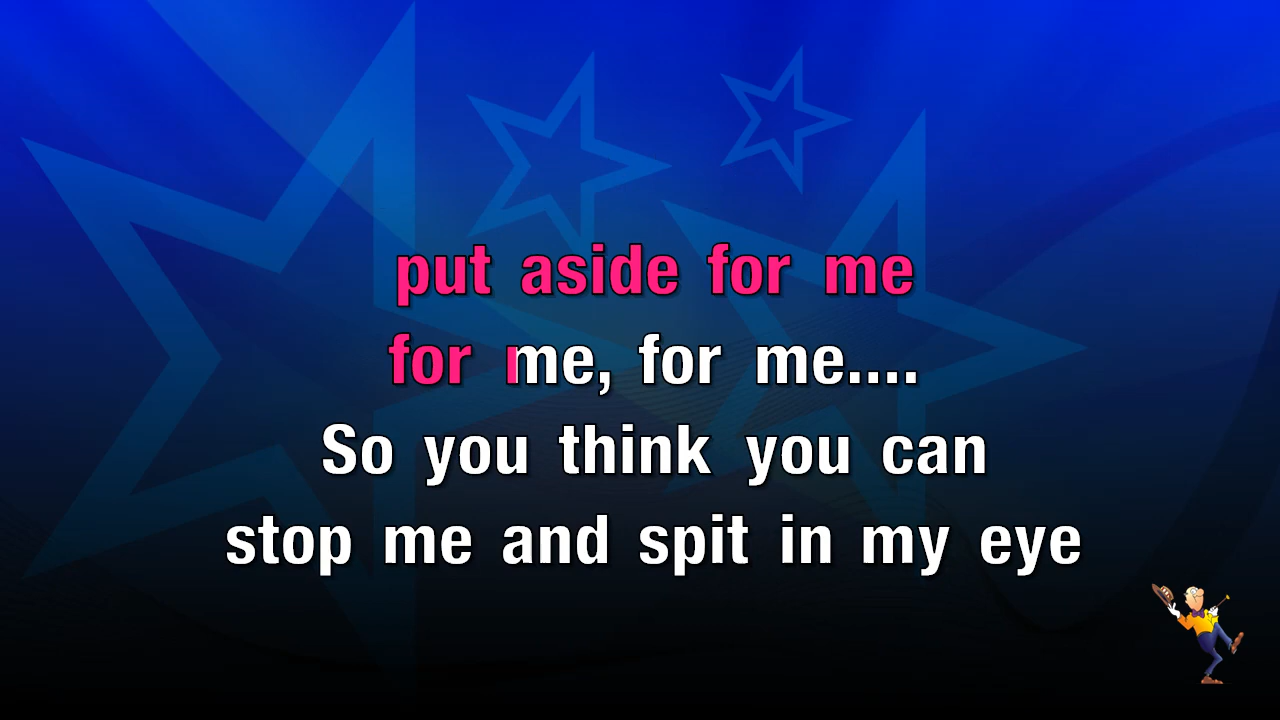 put aside for me
for me, for me....
So you think you can
stop me and spit in my eye